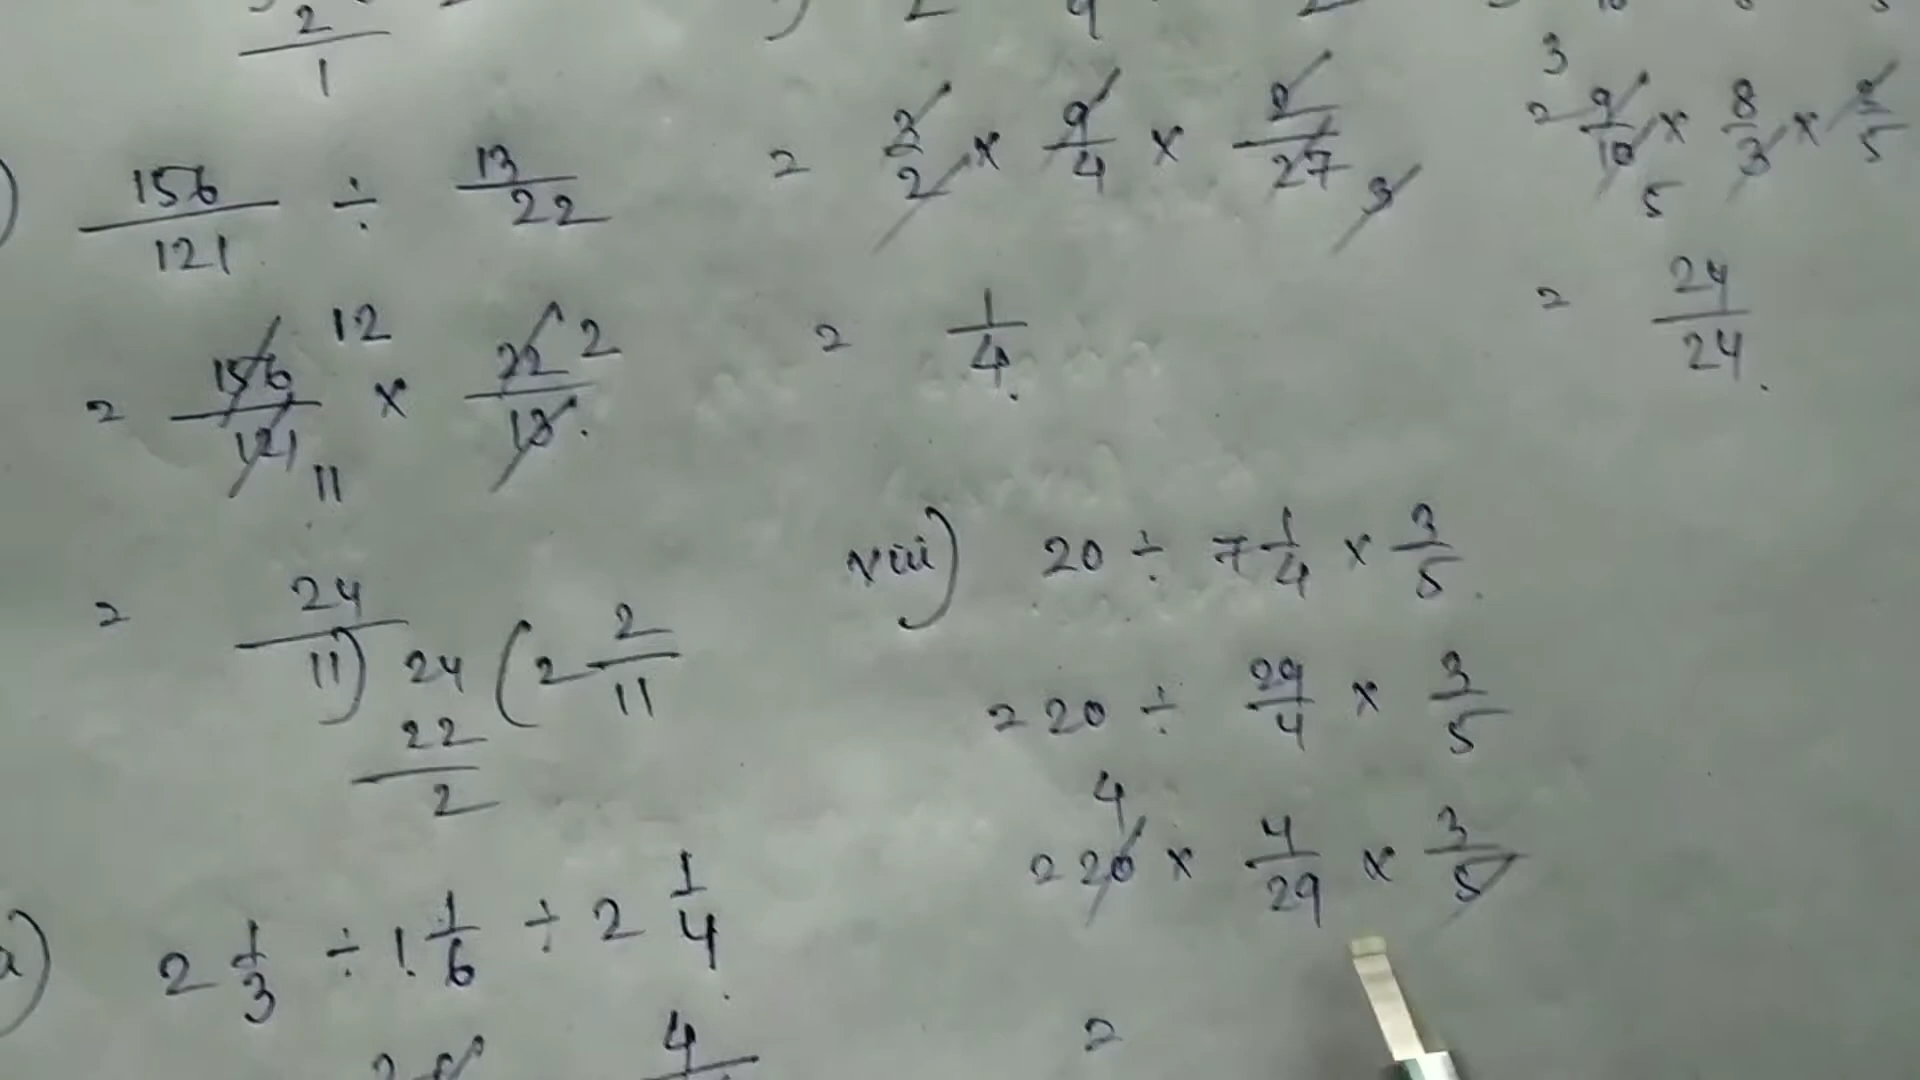 2/1
156/121 ÷ 13/22
= 156/121 × 22/13
12 2
11
= 24/11
11) 24 (2 2/11
22
2
2 1/3 ÷ 1 1/6 ÷ 2 1/4
4
= 3/2 × 9/4 × 2/27
3
= 1/4.
viii) 20 ÷ 7 1/4 × 3/5.
= 20 ÷ 29/4 × 3/5
4
= 20 × 4/29 × 3/5
=
3
= 9/10 × 8/3 ×
5
= 24/24.